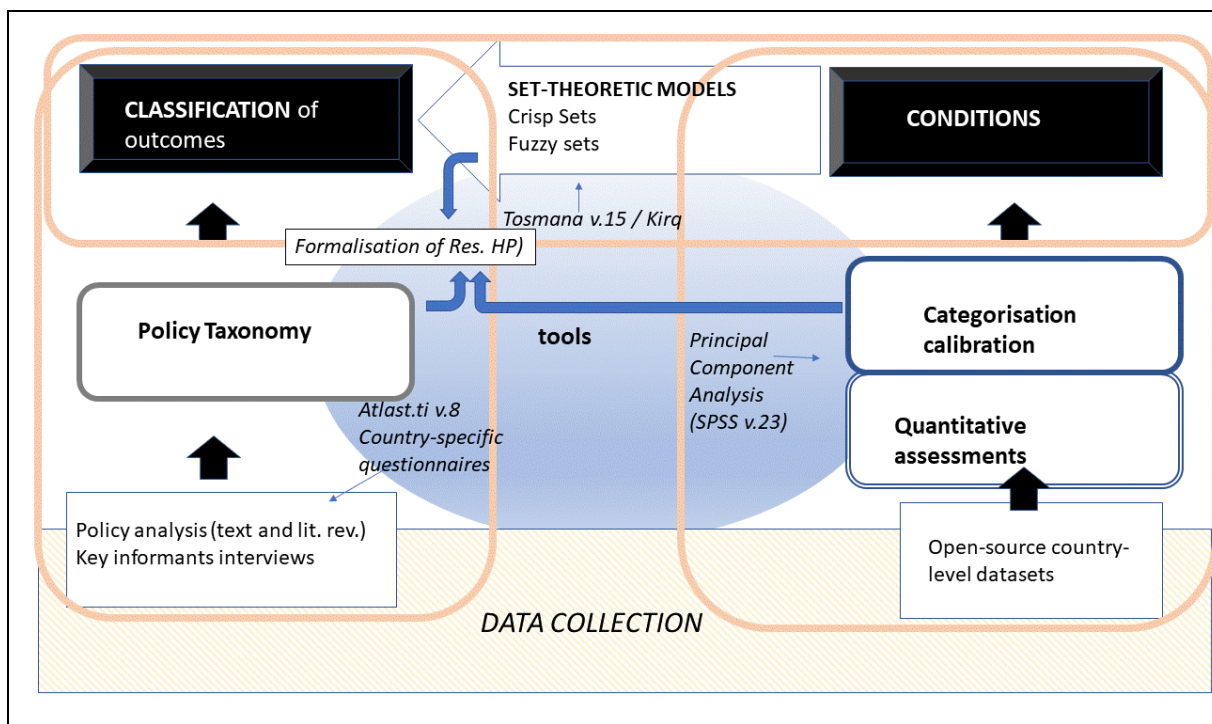 CLASSIFICATION of
outcomes
SET-THEORETIC MODELS
Crisp Sets
Fuzzy sets
CONDITIONS
Tosmana v.15 / Kirq
Formalisation of Res. HP)
Policy Taxonomy
tools
Principal
Component
Analysis
(SPSS v.23)
Categorisation
calibration
Atlast.ti v.8
Country-specific
questionnaires
Quantitative
assessments
Policy analysis (text and lit. rev.)
Key informants interviews
Open-source country-
level datasets
DATA COLLECTION